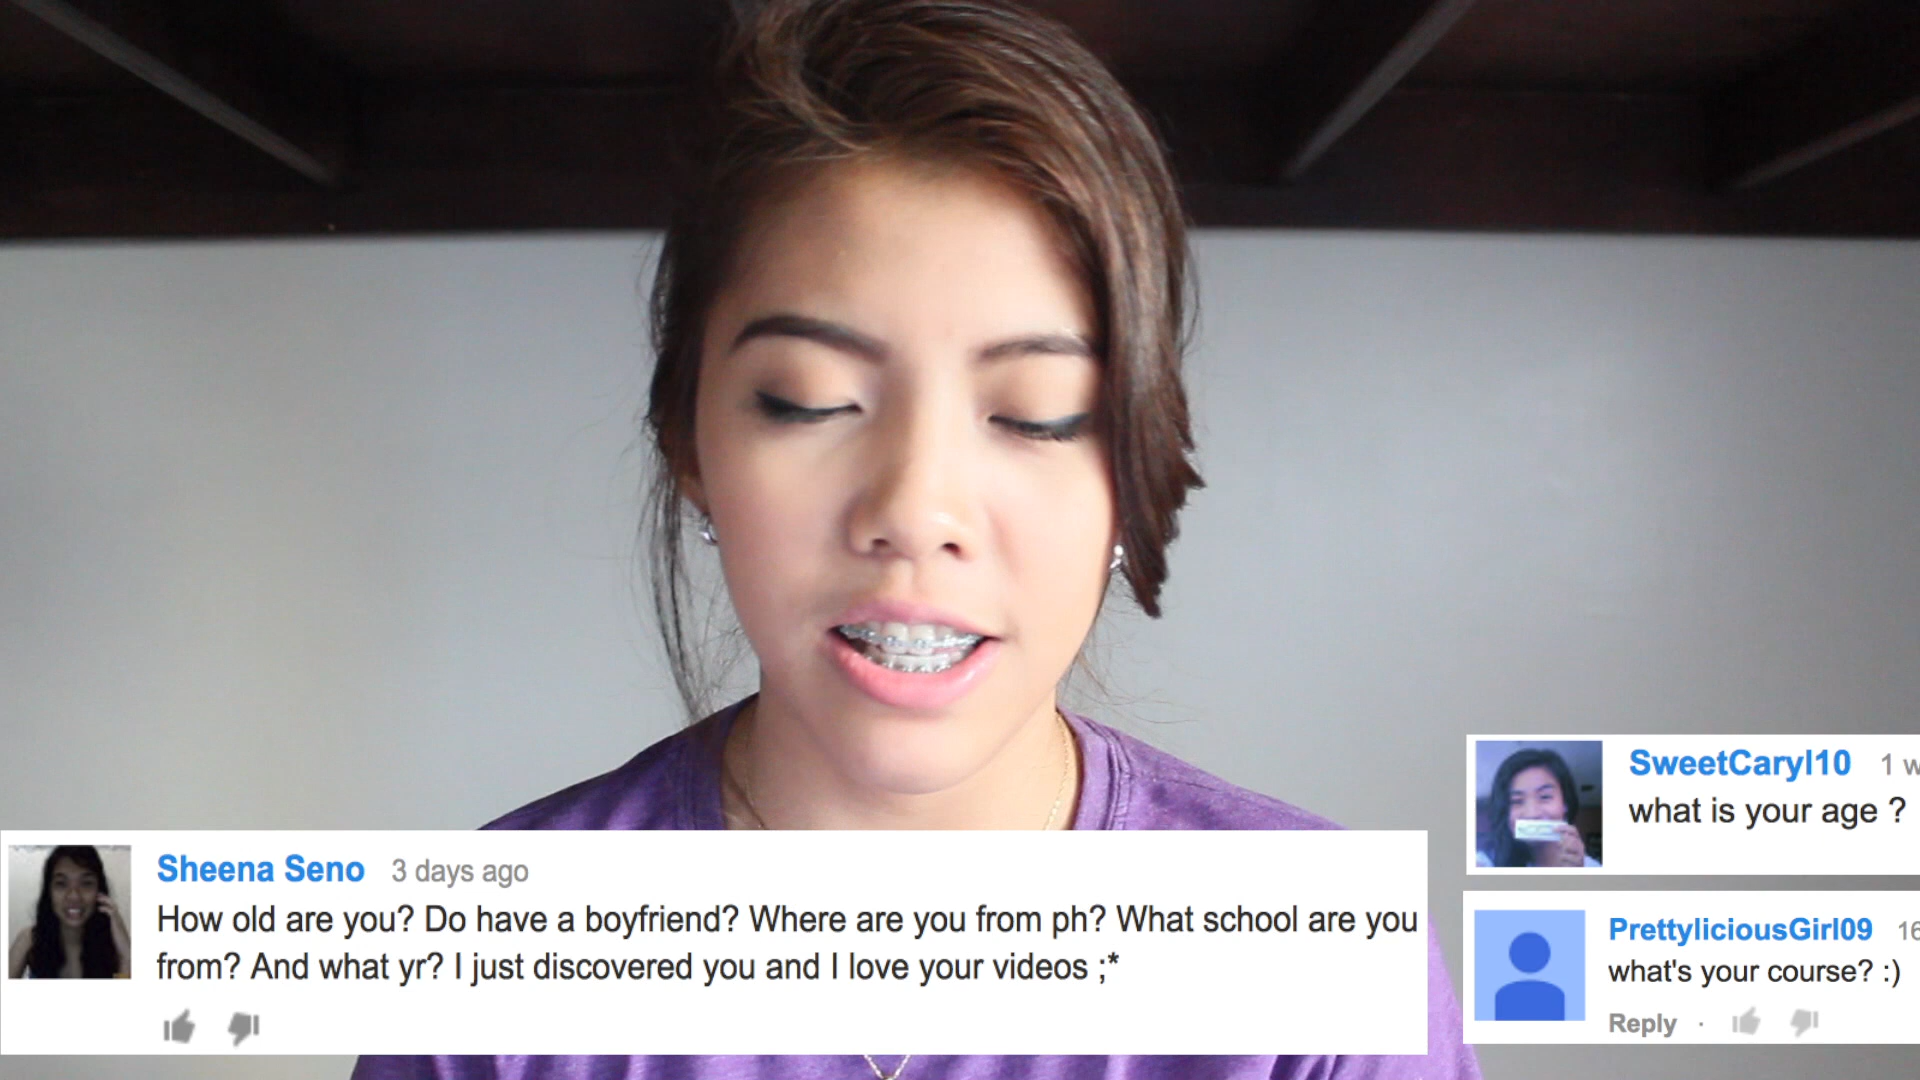 Sheena Seno 3 days ago
How old are you? Do have a boyfriend? Where are you from ph? What school are you
from? And what yr? I just discovered you and I love your videos ;*
SweetCaryl10 1 w
what is your age ?
PrettyliciousGirl09 16
what's your course? :)
Reply ·